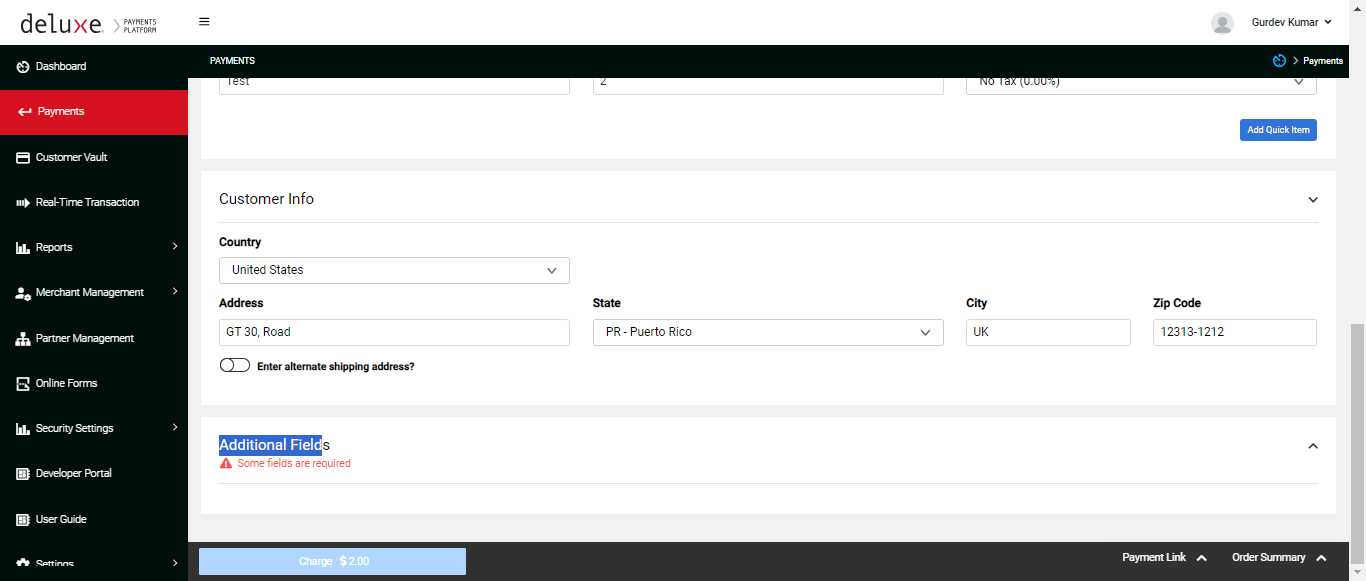 deluxe. PAYMENTS PLATFORM
Gurdev Kumar
Dashboard
Payments
Customer Vault
Real-Time Transaction
Reports
Merchant Management
Partner Management
Online Forms
Security Settings
Developer Portal
User Guide
Settings
PAYMENTS
Payments
Test 2 No Tax (0.00%)
Add Quick Item
Customer Info
Country
United States
Address State City Zip Code
GT 30, Road PR - Puerto Rico UK 12313-1212
Enter alternate shipping address?
Additional Fields
Some fields are required
Charge $ 2.00 Payment Link Order Summary